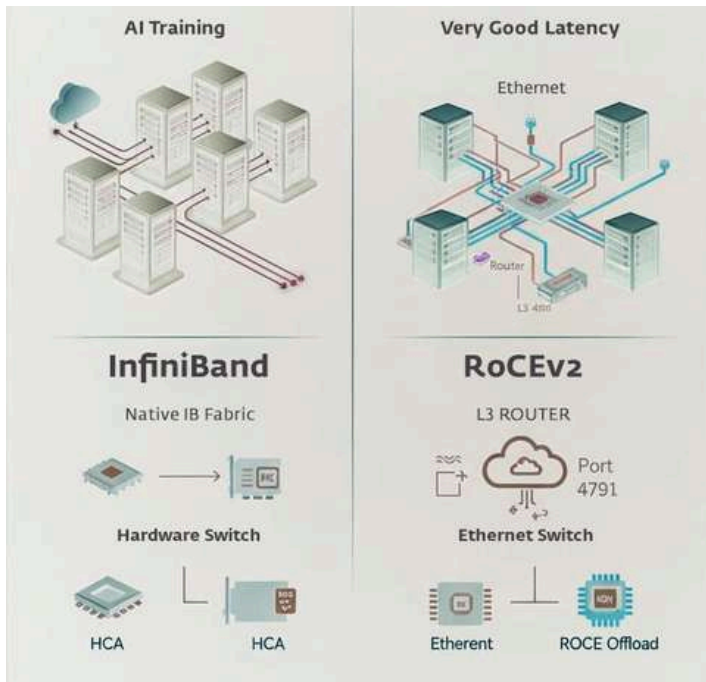 AI Training
Very Good Latency
Ethernet
Router
InfiniBand
RoCEv2
Native IB Fabric
L3 ROUTER
Port
4791
Hardware Switch
Ethernet Switch
HCA
HCA
Etherent
ROCE Offload